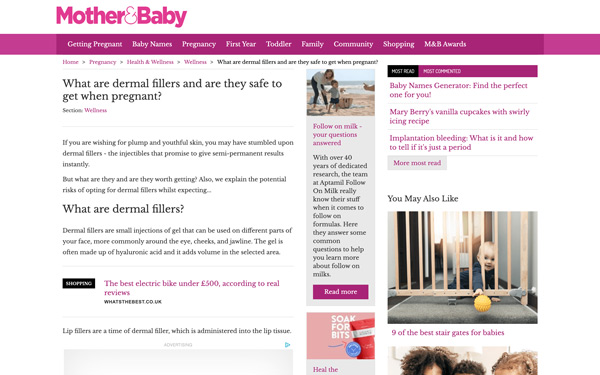 Mother&Baby
Getting Pregnant Baby Names Pregnancy First Year Toddler Family Community Shopping M&B Awards
Home > Pregnancy > Health & Wellness > Wellness > What are dermal fillers and are they safe to get when pregnant?
What are dermal fillers and are they safe to
get when pregnant?
Section: Wellness
If you are wishing for plump and youthful skin, you may have stumbled upon
dermal fillers - the injectibles that promise to give semi-permanent results
instantly.
But what are they and are they worth getting? Also, we explain the potential
risks of opting for dermal fillers whilst expecting...
What are dermal fillers?
Dermal fillers are small injections of gel that can be used on different parts of
your face, more commonly around the eye, cheeks, and jawline. The gel is
often made up of hyaluronic acid and it adds volume in the selected area.
SHOPPING
The best electric bike under £500, according to real
reviews
WHATSTHEBEST.CO.UK
Lip fillers are a time of dermal filler, which is administered into the lip tissue.
ADVERTISING
Follow on milk -
your questions
answered
With over 40
years of dedicated
research, the team
at Aptamil Follow
On Milk really
know their stuff
when it comes to
follow on
formulas. Here
they answer some
common
questions to help
you learn more
about follow on
milks.
Read more
SOAK
FOR
BITS
Heal the
MOST READ MOST COMMENTED
Baby Names Generator: Find the perfect
one for you!
Mary Berry's vanilla cupcakes with swirly
icing recipe
Implantation bleeding: What is it and how
to tell if it's just a period
More most read
You May Also Like
9 of the best stair gates for babies